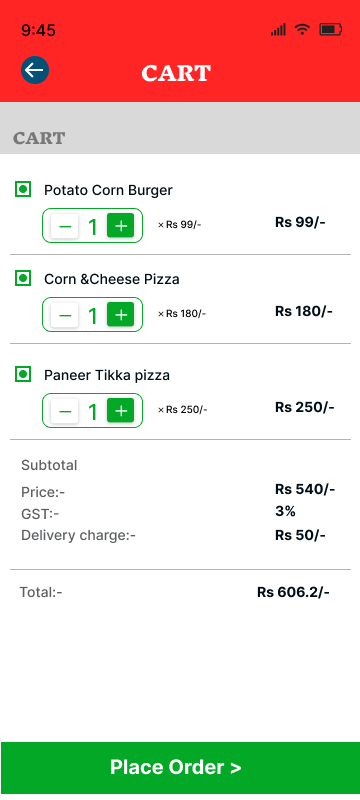 9:45
CART
CART
Potato Corn Burger
− 1 + × Rs 99/- Rs 99/-
Corn &Cheese Pizza
− 1 + × Rs 180/- Rs 180/-
Paneer Tikka pizza
− 1 + × Rs 250/- Rs 250/-
Subtotal
Price:- Rs 540/-
GST:- 3%
Delivery charge:- Rs 50/-
Total:- Rs 606.2/-
Place Order >